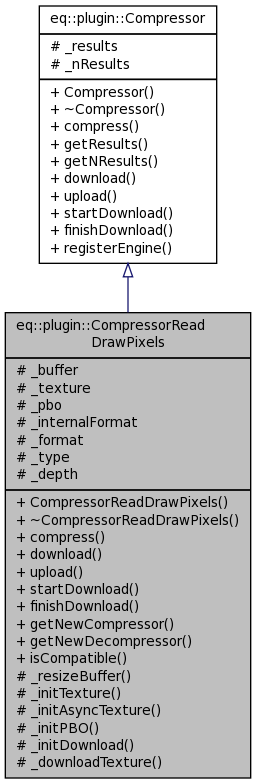 eq::plugin::Compressor
# _results
# _nResults
+ Compressor()
+ ~Compressor()
+ compress()
+ getResults()
+ getNResults()
+ download()
+ upload()
+ startDownload()
+ finishDownload()
+ registerEngine()
eq::plugin::CompressorRead
DrawPixels
# _buffer
# _texture
# _pbo
# _internalFormat
# _format
# _type
# _depth
+ CompressorReadDrawPixels()
+ ~CompressorReadDrawPixels()
+ compress()
+ download()
+ upload()
+ startDownload()
+ finishDownload()
+ getNewCompressor()
+ getNewDecompressor()
+ isCompatible()
# _resizeBuffer()
# _initTexture()
# _initAsyncTexture()
# _initPBO()
# _initDownload()
# _downloadTexture()